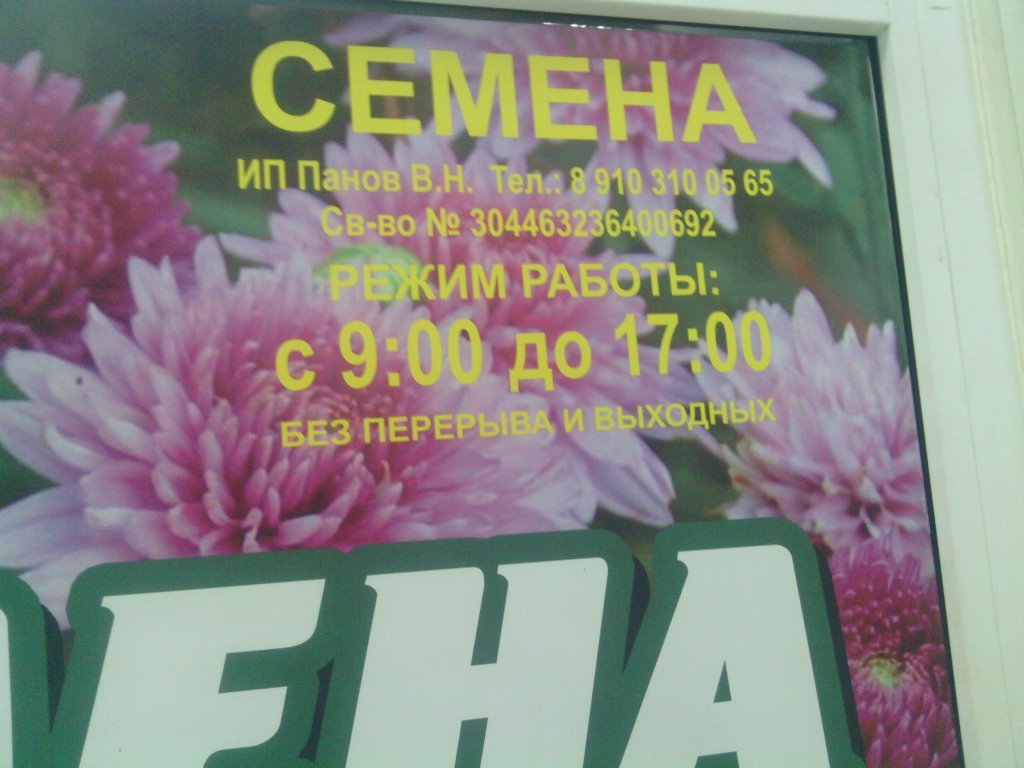 СЕМЕНА
ИП Панов В.Н. Тел.: 8 910 310 05 65
Св-во № 304463236400692
РЕЖИМ РАБОТЫ:
с 9:00 до 17:00
БЕЗ ПЕРЕРЫВА И ВЫХОДНЫХ
ЕНА